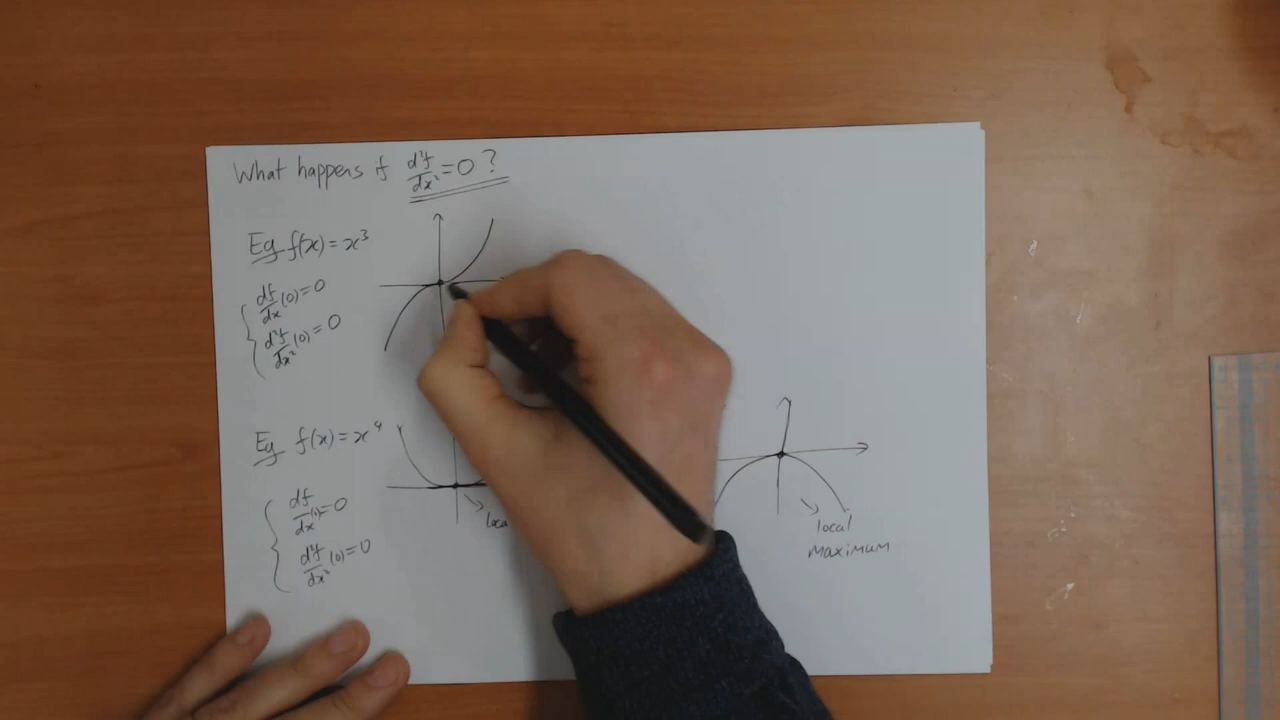 What happens if d²f/dx² = 0 ?
Eg f(x) = x³
df/dx (0) = 0
d²f/dx² (0) = 0
Eg f(x) = x⁴
df/dx (0) = 0
d²f/dx² (0) = 0
local
maximum